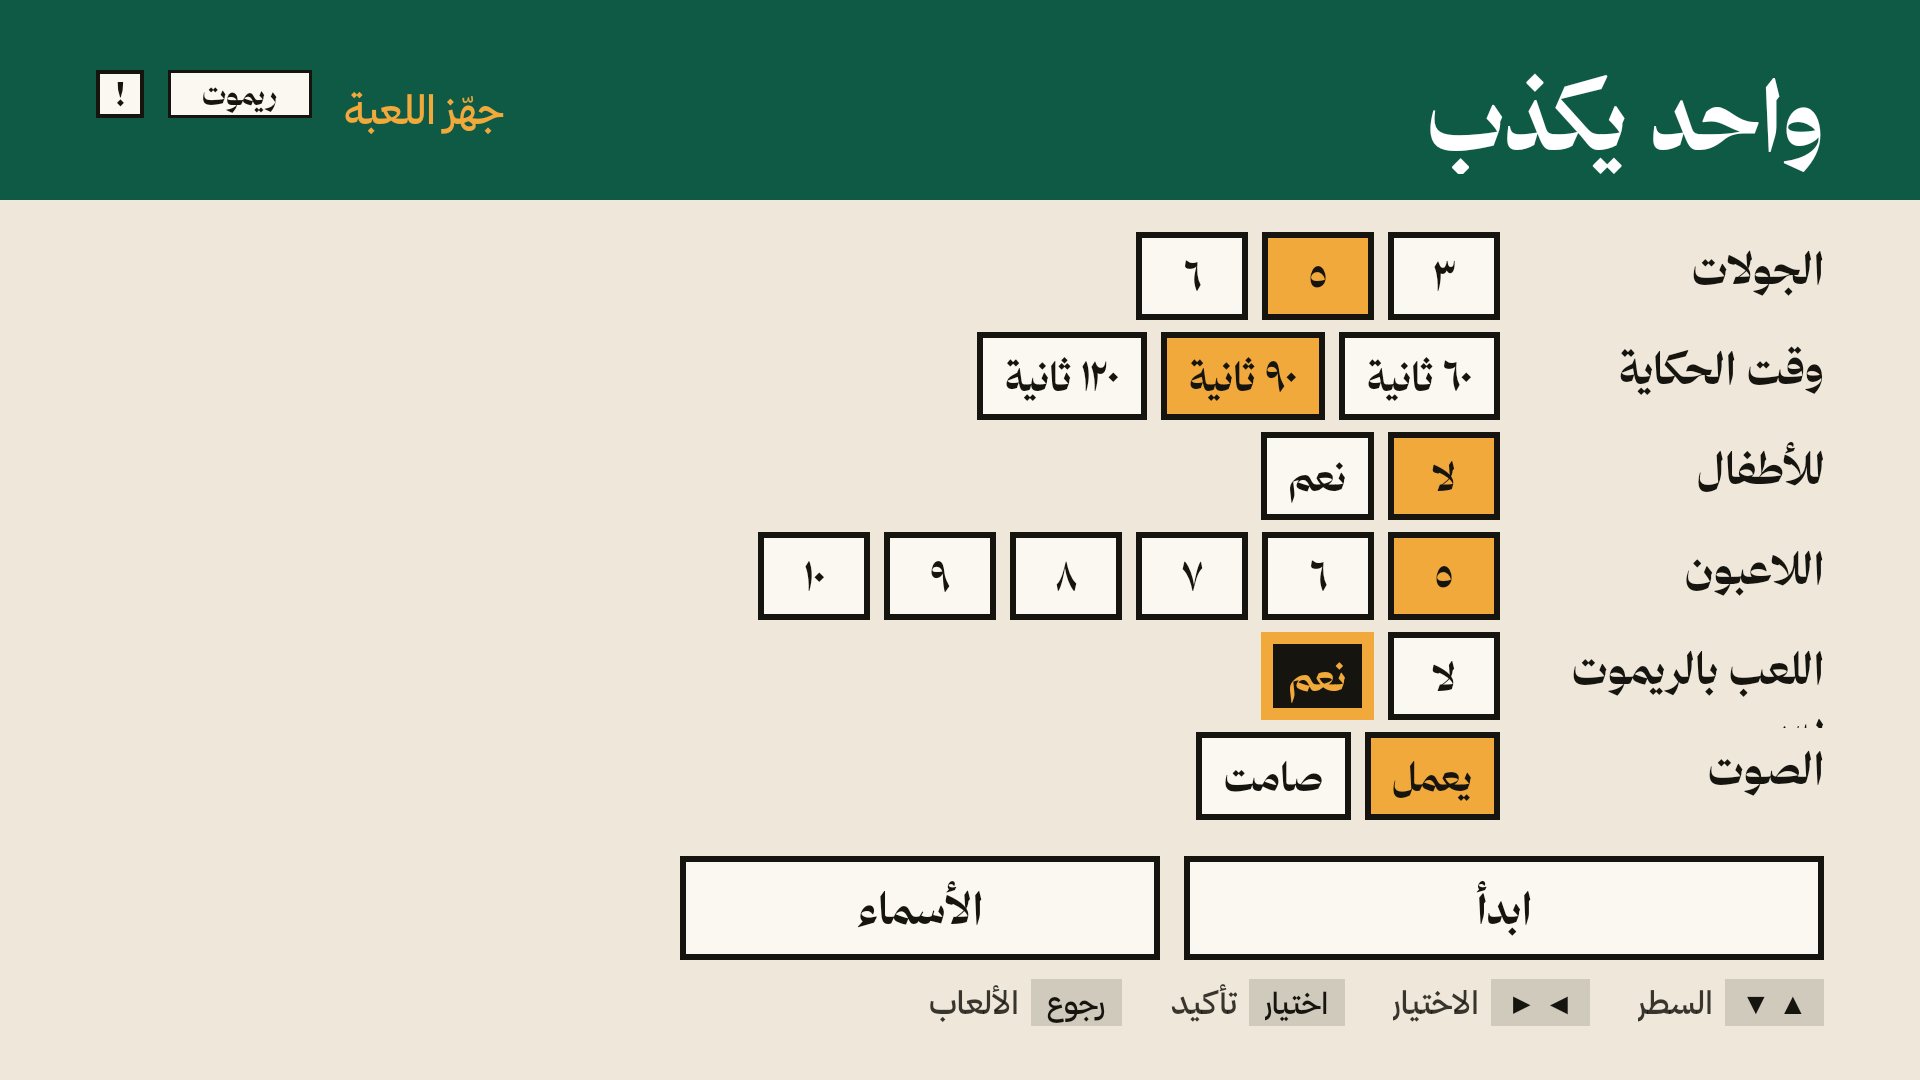 واحد يكذب
جهّز اللعبة
ريموت
!
الجولات ٣ ٥ ٦
وقت الحكاية ٦٠ ثانية ٩٠ ثانية ١٢٠ ثانية
للأطفال لا نعم
اللاعبون ٥ ٦ ٧ ٨ ٩ ١٠
اللعب بالريموت لا نعم
الصوت يعمل صامت
ابدأ الأسماء
▲ ▼ السطر ◀ ▶ الاختيار اختيار تأكيد رجوع الألعاب